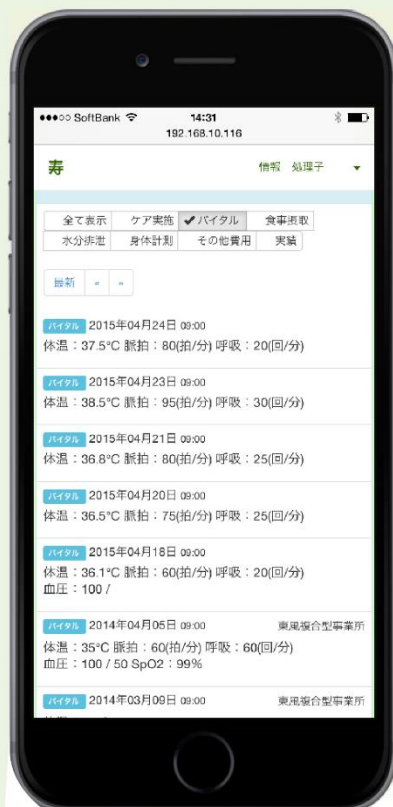 SoftBank 14:31
192.168.10.116
寿 情報 処理子
全て表示 ケア実施 バイタル 食事摂取
水分排泄 身体計測 その他費用 実績
最新 « »
バイタル 2015年04月24日 09:00
体温：37.5°C 脈拍：80(拍/分) 呼吸：20(回/分)
バイタル 2015年04月23日 09:00
体温：38.5°C 脈拍：95(拍/分) 呼吸：30(回/分)
バイタル 2015年04月21日 09:00
体温：36.8°C 脈拍：80(拍/分) 呼吸：25(回/分)
バイタル 2015年04月20日 09:00
体温：36.5°C 脈拍：75(拍/分) 呼吸：25(回/分)
バイタル 2015年04月18日 09:00
体温：36.1°C 脈拍：60(拍/分) 呼吸：20(回/分)
血圧：100 /
バイタル 2014年04月05日 09:00 東風複合型事業所
体温：35°C 脈拍：60(拍/分) 呼吸：60(回/分)
血圧：100 / 50 SpO2：99%
バイタル 2014年03月09日 09:00 東風複合型事業所